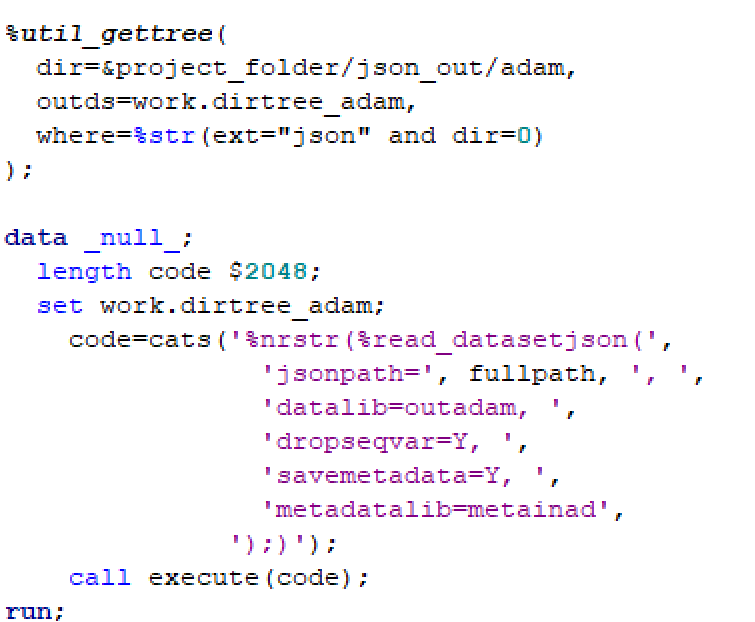 %util_gettree(
  dir=&project_folder/json_out/adam,
  outds=work.dirtree_adam,
  where=%str(ext="json" and dir=0)
);

data _null_;
  length code $2048;
  set work.dirtree_adam;
    code=cats('%nrstr(%read_datasetjson(',
                'jsonpath=', fullpath, ', ',
                'datalib=outadam, ',
                'dropseqvar=Y, ',
                'savemetadata=Y, ',
                'metadatalib=metainad',
              ');)');
    call execute(code);
run;